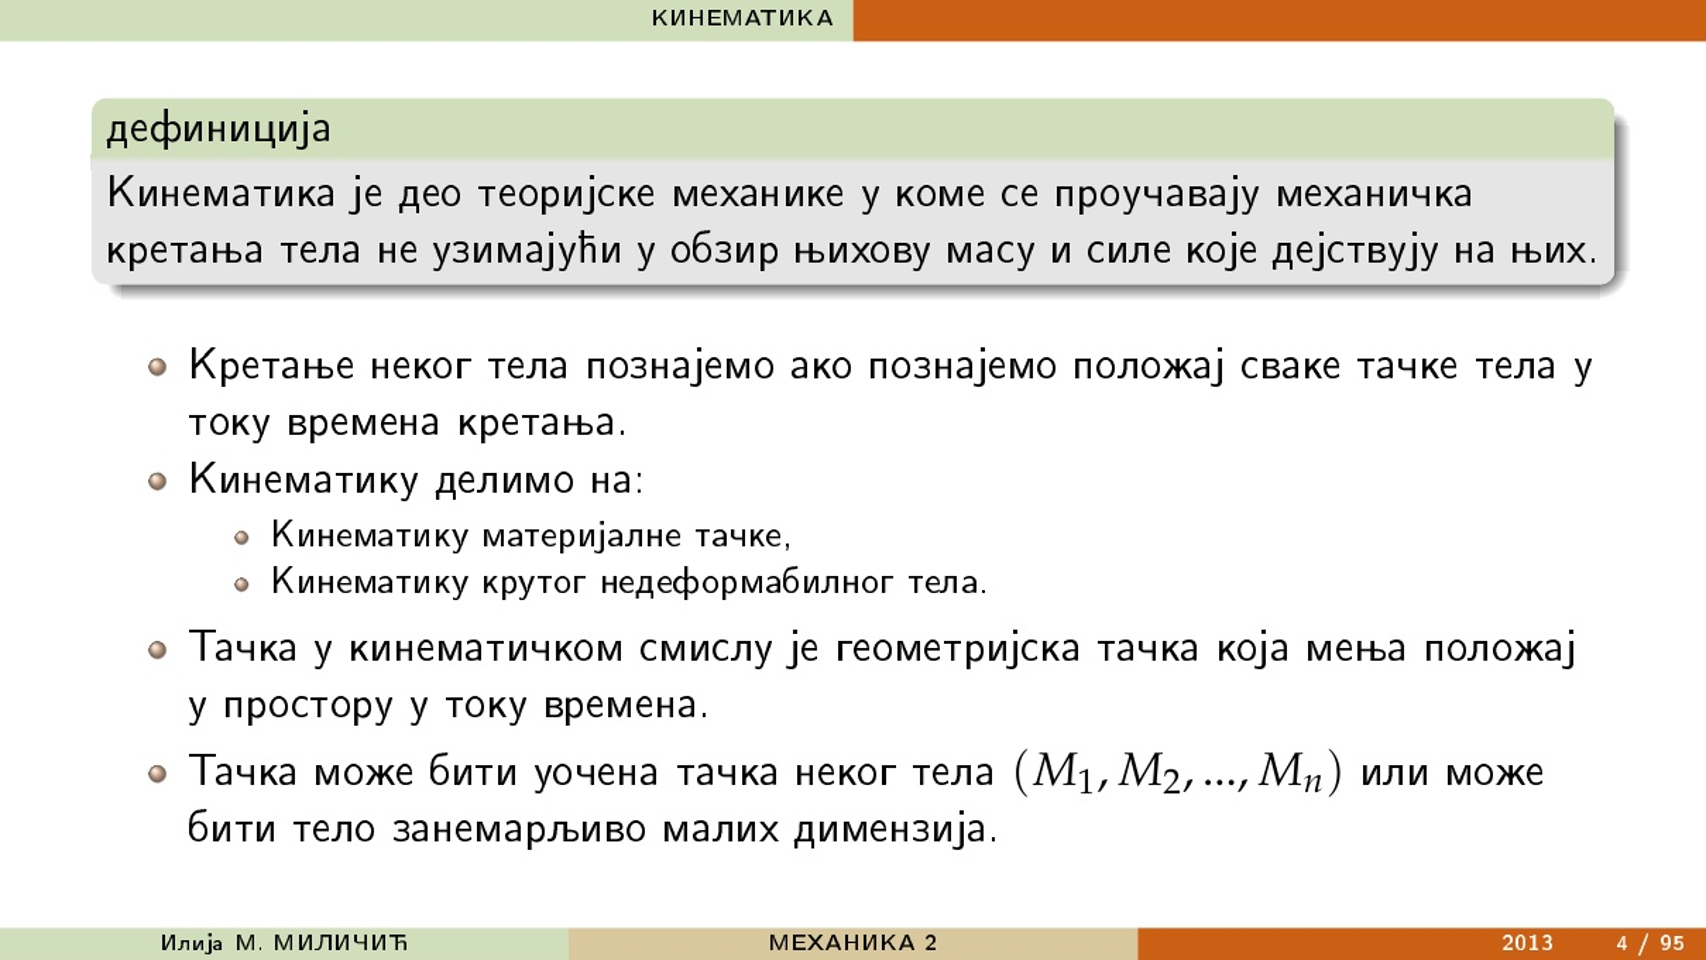 КИНЕМАТИКА
дефиниција
Кинематика је део теоријске механике у коме се проучавају механичка
кретања тела не узимајући у обзир њихову масу и силе које дејствују на њих.
Кретање неког тела познајемо ако познајемо положај сваке тачке тела у
току времена кретања.
Кинематику делимо на:
Кинематику материјалне тачке,
Кинематику крутог недеформабилног тела.
Тачка у кинематичком смислу је геометријска тачка која мења положај
у простору у току времена.
Тачка може бити уочена тачка неког тела (M₁, M₂, ..., Mₙ) или може
бити тело занемарљиво малих димензија.
Илија М. МИЛИЧИЋ МЕХАНИКА 2 2013 4 / 95